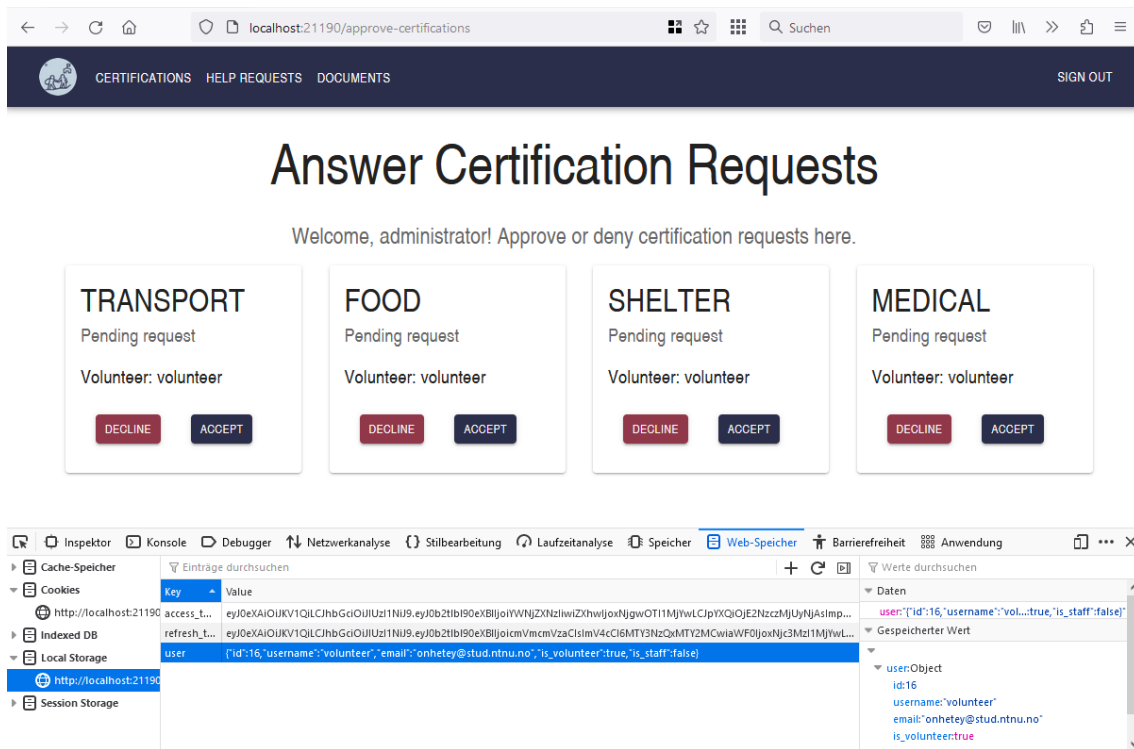 localhost:21190/approve-certifications
Suchen
CERTIFICATIONS HELP REQUESTS DOCUMENTS SIGN OUT
Answer Certification Requests
Welcome, administrator! Approve or deny certification requests here.
TRANSPORT FOOD SHELTER MEDICAL
Pending request Pending request Pending request Pending request
Volunteer: volunteer Volunteer: volunteer Volunteer: volunteer Volunteer: volunteer
DECLINE ACCEPT DECLINE ACCEPT DECLINE ACCEPT DECLINE ACCEPT
Inspektor Konsole Debugger Netzwerkanalyse {} Stilbearbeitung Laufzeitanalyse Speicher Web-Speicher Barrierefreiheit Anwendung
Cache-Speicher Einträge durchsuchen Werte durchsuchen
Cookies Key Value Daten
http://localhost:21190 access_t... user:"{"id":16,"username":"vol...:true,"is_staff":false}"
Indexed DB refresh_t... Gespeicherter Wert
Local Storage user {"id":16,"username":"volunteer","email":"onhetey@stud.ntnu.no","is_volunteer":true,"is_staff":false}
http://localhost:21190 user:Object
Session Storage id:16
username:"volunteer"
email:"onhetey@stud.ntnu.no"
is_volunteer:true